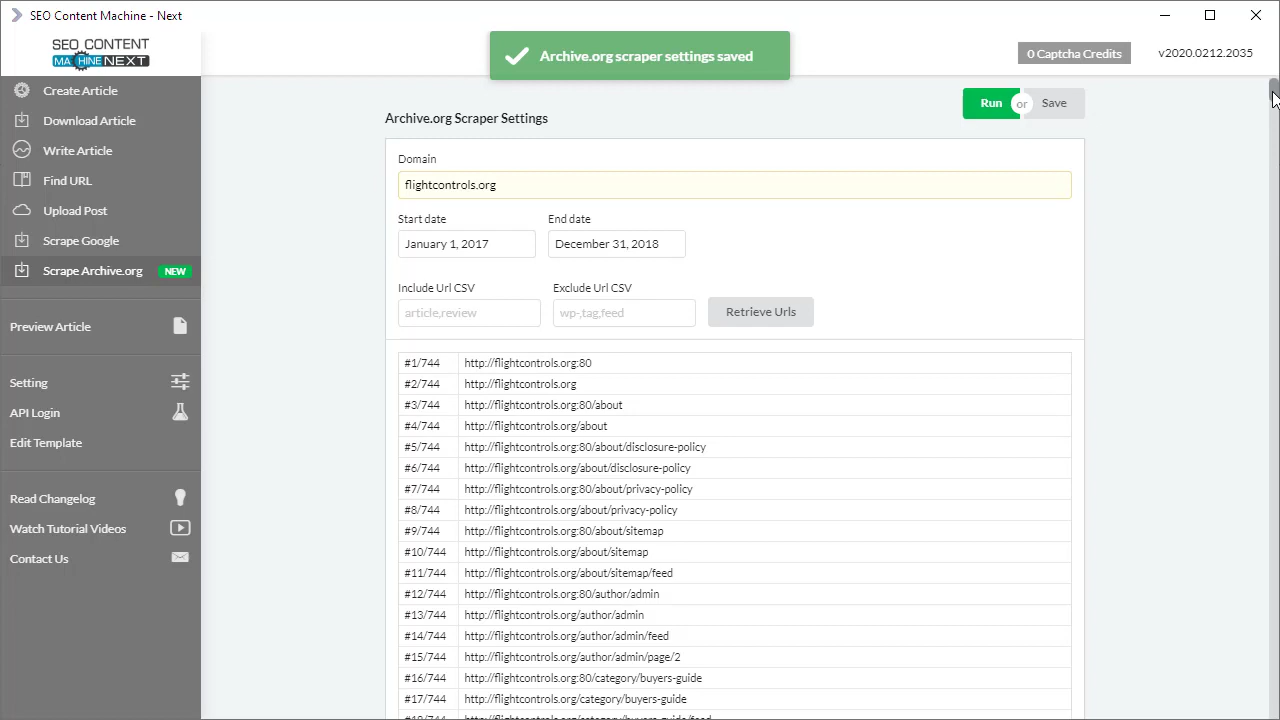 SEO Content Machine - Next
SEO CONTENT
MACHINE NEXT
Archive.org scraper settings saved
0 Captcha Credits
v2020.0212.2035
Create Article
Download Article
Write Article
Find URL
Upload Post
Scrape Google
Scrape Archive.org NEW
Preview Article
Setting
API Login
Edit Template
Read Changelog
Watch Tutorial Videos
Contact Us
Archive.org Scraper Settings
Run or Save
Domain
flightcontrols.org
Start date End date
January 1, 2017 December 31, 2018
Include Url CSV Exclude Url CSV
article,review wp-,tag,feed Retrieve Urls
#1/744 http://flightcontrols.org:80
#2/744 http://flightcontrols.org
#3/744 http://flightcontrols.org:80/about
#4/744 http://flightcontrols.org/about
#5/744 http://flightcontrols.org:80/about/disclosure-policy
#6/744 http://flightcontrols.org/about/disclosure-policy
#7/744 http://flightcontrols.org:80/about/privacy-policy
#8/744 http://flightcontrols.org/about/privacy-policy
#9/744 http://flightcontrols.org:80/about/sitemap
#10/744 http://flightcontrols.org/about/sitemap
#11/744 http://flightcontrols.org/about/sitemap/feed
#12/744 http://flightcontrols.org:80/author/admin
#13/744 http://flightcontrols.org/author/admin
#14/744 http://flightcontrols.org/author/admin/feed
#15/744 http://flightcontrols.org/author/admin/page/2
#16/744 http://flightcontrols.org:80/category/buyers-guide
#17/744 http://flightcontrols.org/category/buyers-guide
#18/744 http://flightcontrols.org/category/buyers-guide/feed